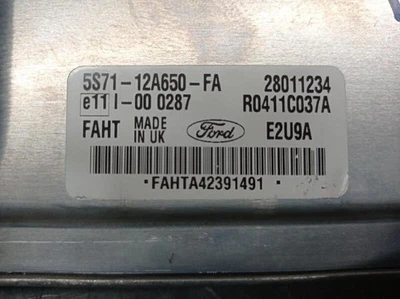 5S71-12A650-FA 28011234
e11 I-00 0287 R0411C037A
FAHT MADE IN UK Ford E2U9A
·FAHTA42391491·